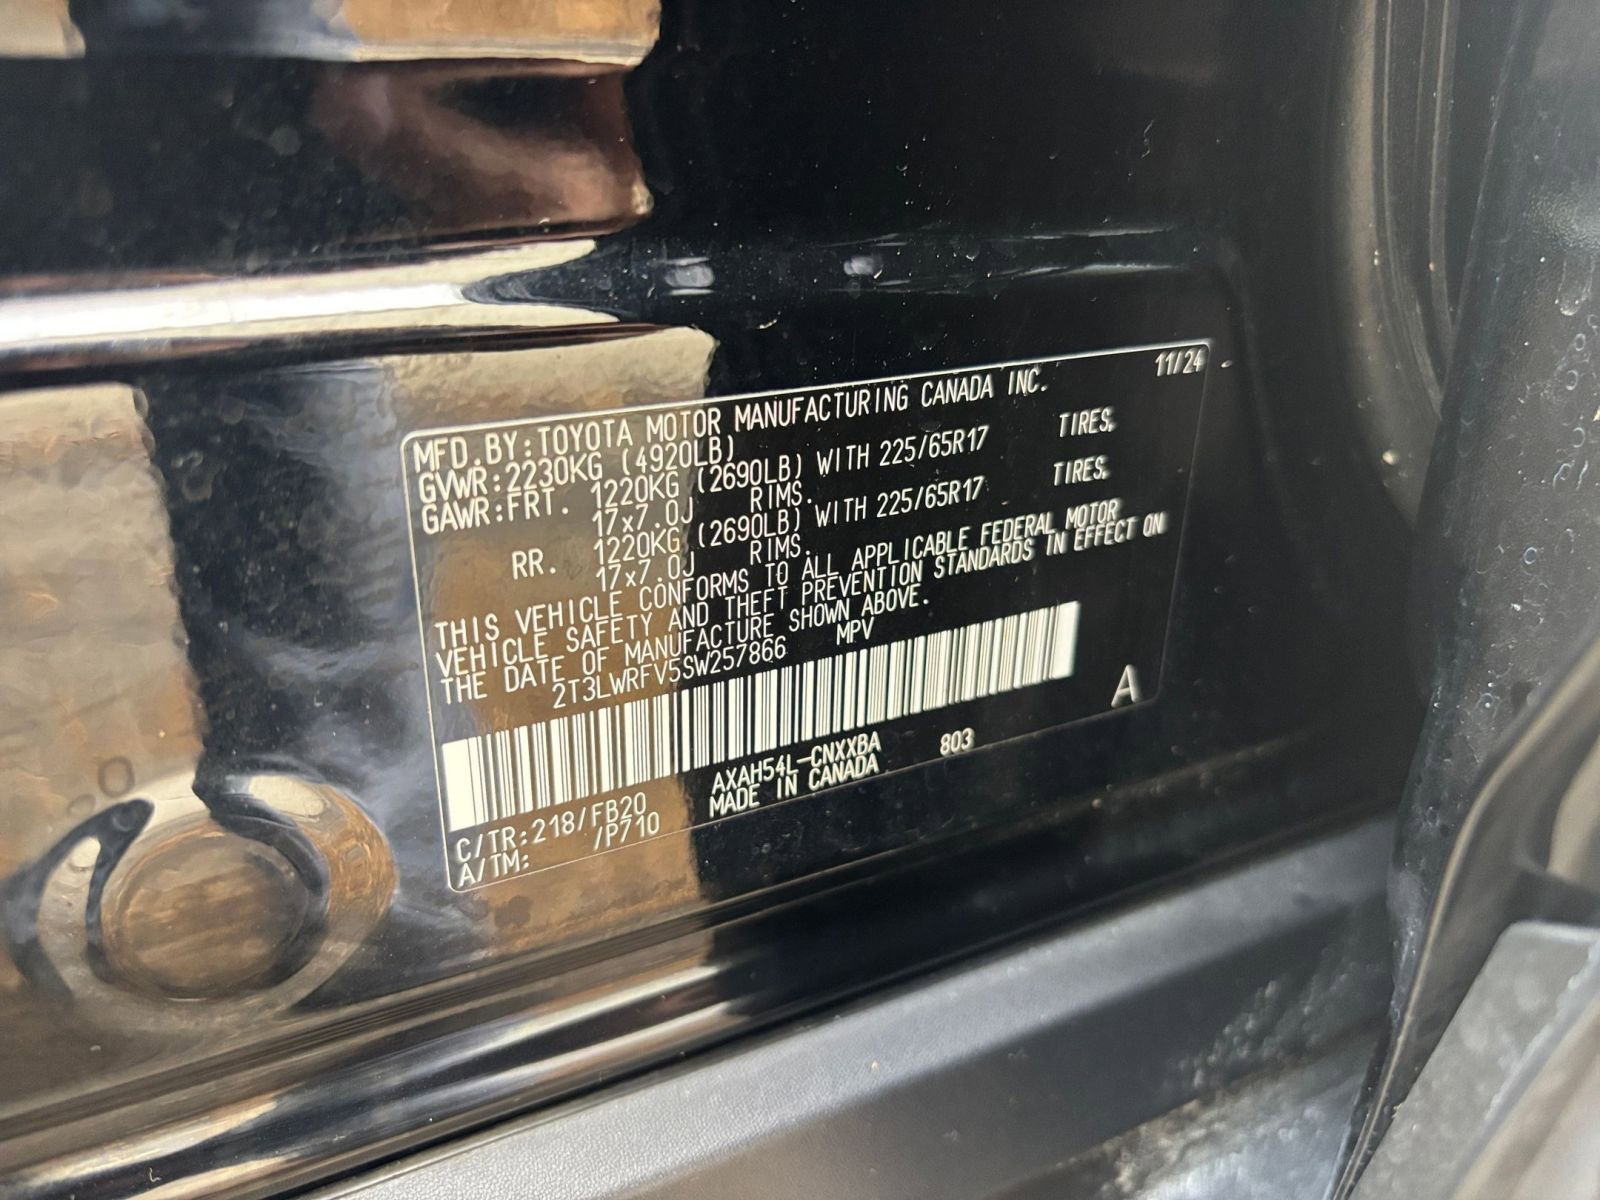 11/24
MFD. BY: TOYOTA MOTOR MANUFACTURING CANADA INC.
GVWR: 2230KG (4920LB)
GAWR: FRT. 1220KG (2690LB) WITH 225/65R17 TIRES,
17x7.0J RIMS.
RR. 1220KG (2690LB) WITH 225/65R17 TIRES,
17x7.0J RIMS.
THIS VEHICLE CONFORMS TO ALL APPLICABLE FEDERAL MOTOR
VEHICLE SAFETY AND THEFT PREVENTION STANDARDS IN EFFECT ON
THE DATE OF MANUFACTURE SHOWN ABOVE.
2T3LWRFV5SW257866 MPV
A
C/TR: 218/FB20 AXAH54L-CNXXBA 803
A/TM: /P710 MADE IN CANADA